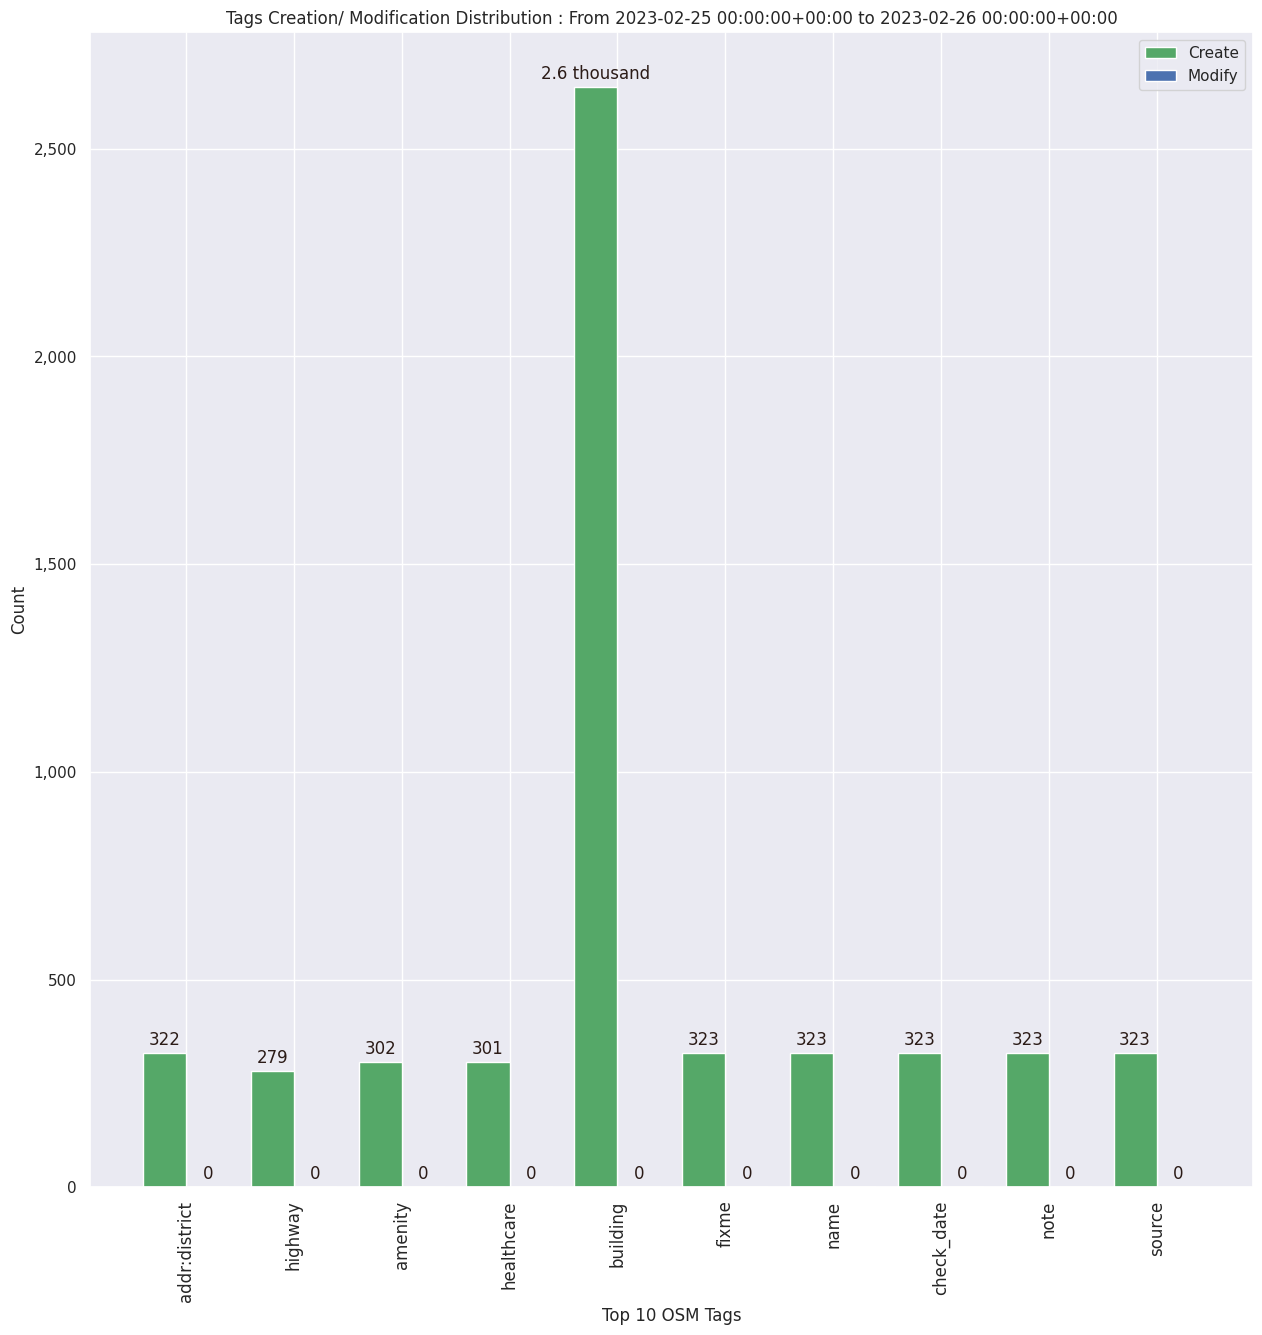 Tags Creation/ Modification Distribution : From 2023-02-25 00:00:00+00:00 to 2023-02-26 00:00:00+00:00
Create
Modify
2.6 thousand
2,500
2,000
1,500
1,000
500
0
Count
322
279
302
301
323
323
323
323
323
0
0
0
0
0
0
0
0
0
0
addr:district
highway
amenity
healthcare
building
fixme
name
check_date
note
source
Top 10 OSM Tags